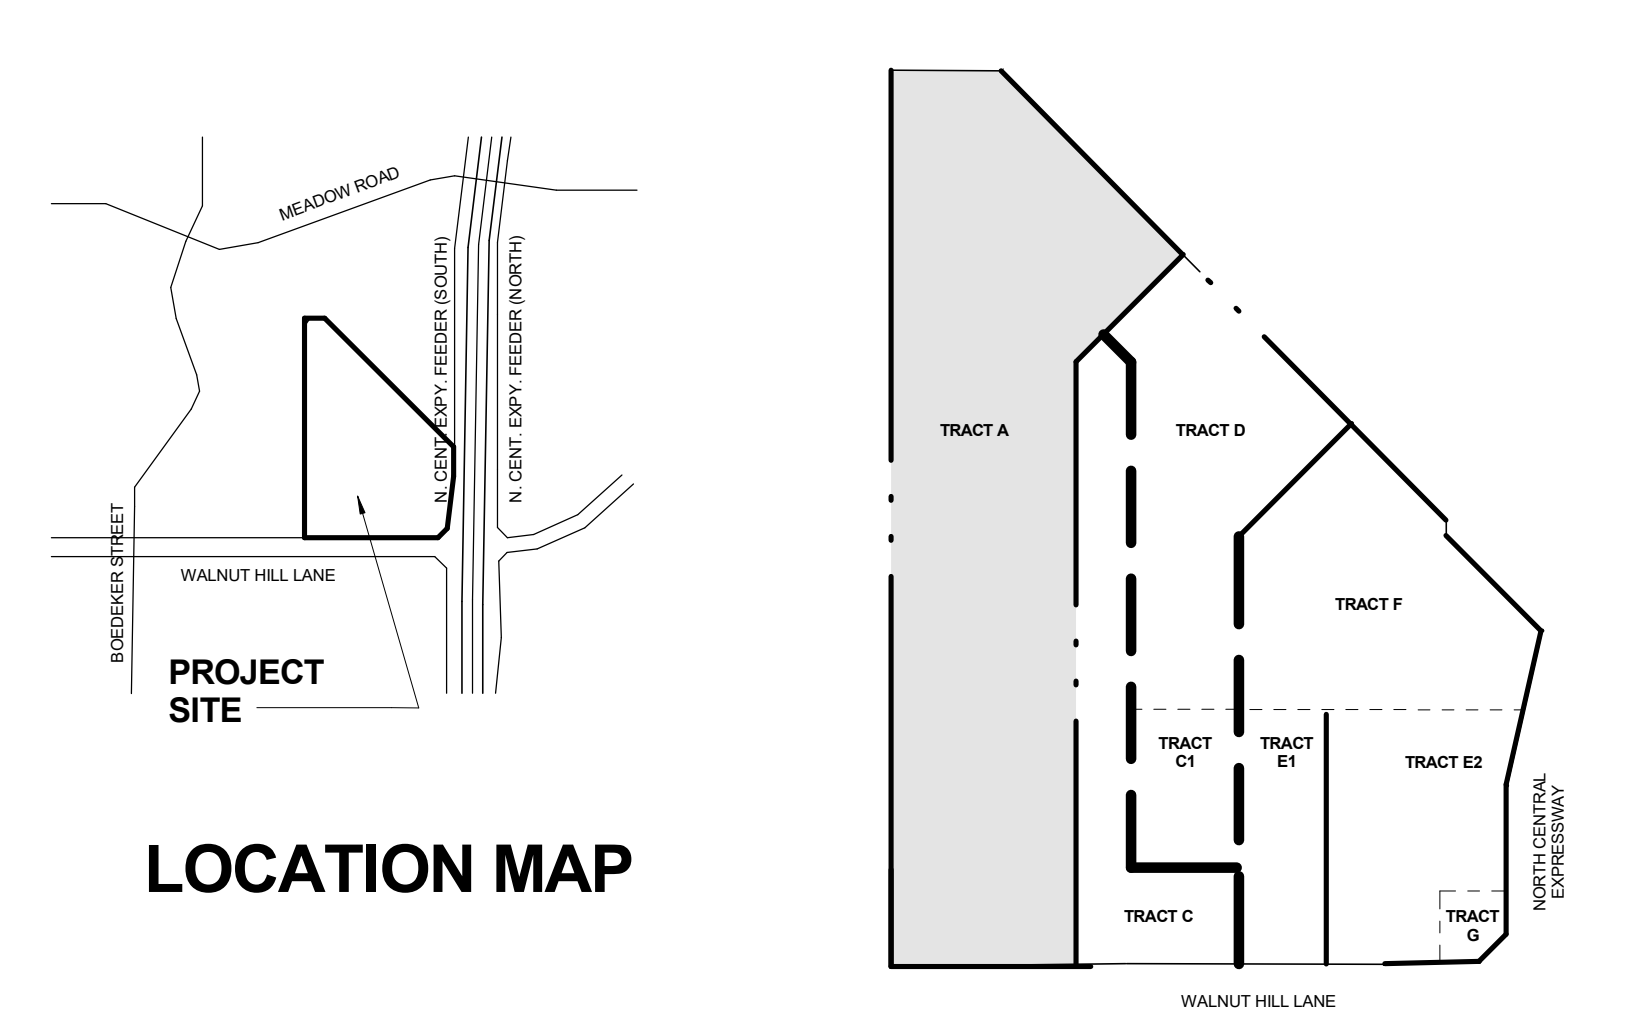 MEADOW ROAD
N. CENT. EXPY. FEEDER (SOUTH)
N. CENT. EXPY. FEEDER (NORTH)
BOEDEKER STREET
WALNUT HILL LANE
PROJECT
SITE
LOCATION MAP
TRACT A
TRACT D
TRACT F
TRACT
C1
TRACT
E1
TRACT E2
NORTH CENTRAL
EXPRESSWAY
TRACT C
TRACT
G
WALNUT HILL LANE